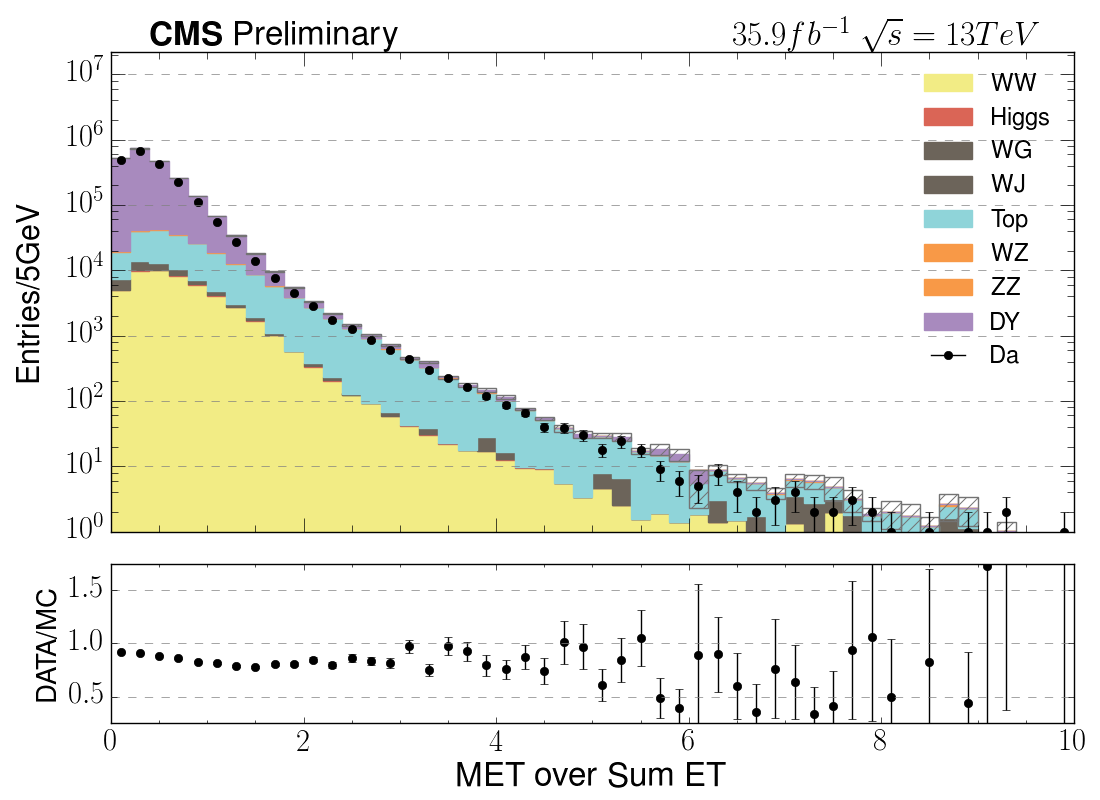 CMS Preliminary 35.9fb⁻¹ √s = 13TeV
Entries/5GeV
10⁷
10⁶
10⁵
10⁴
10³
10²
10¹
10⁰
WW
Higgs
WG
WJ
Top
WZ
ZZ
DY
Da
DATA/MC
1.5
1.0
0.5
0 2 4 6 8 10
MET over Sum ET